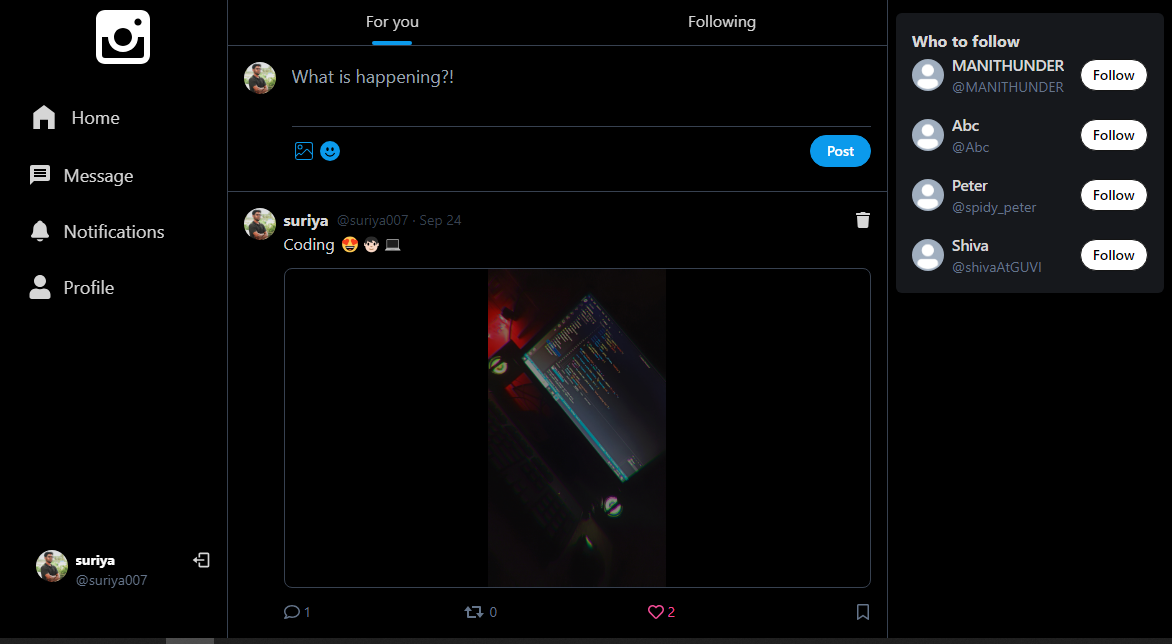 Home
Message
Notifications
Profile
suriya
@suriya007
For you
Following
What is happening?!
Post
suriya @suriya007 · Sep 24
Coding 😍 👨🏻 💻
1
0
2
Who to follow
MANITHUNDER
@MANITHUNDER
Follow
Abc
@Abc
Follow
Peter
@spidy_peter
Follow
Shiva
@shivaAtGUVI
Follow